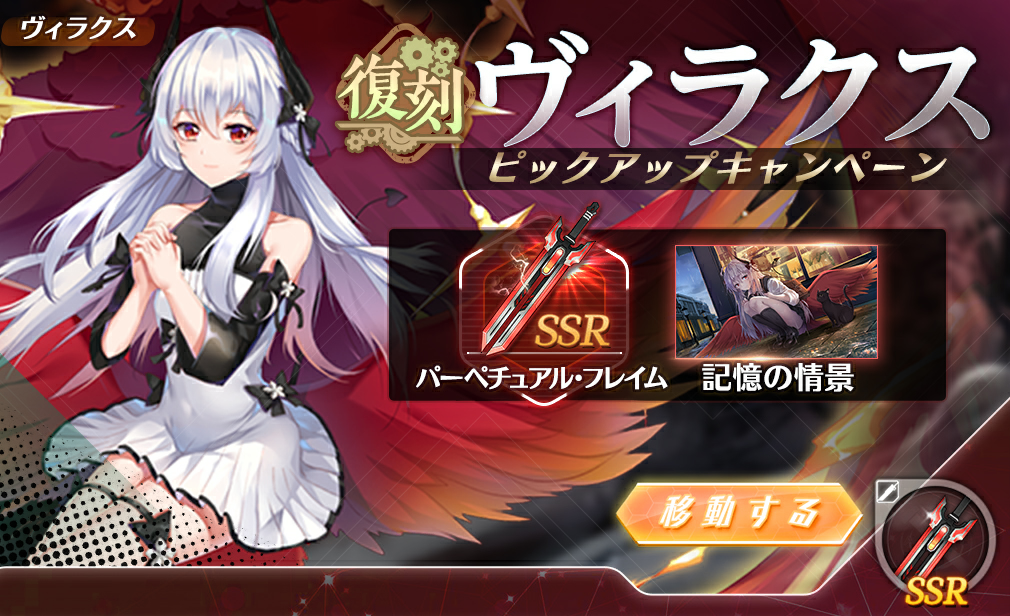 ヴィラクス
復刻
ヴィラクス
ピックアップキャンペーン
SSR
パーペチュアル・フレイム
記憶の情景
移動する
SSR